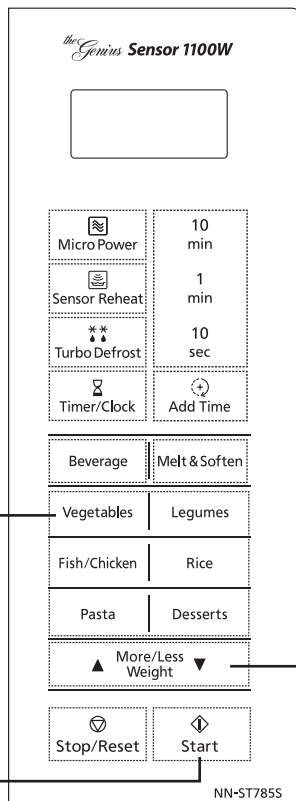 the Genius Sensor 1100W
Micro Power
10
min
Sensor Reheat
1
min
Turbo Defrost
10
sec
Timer/Clock
Add Time
Beverage
Melt & Soften
Vegetables
Legumes
Fish/Chicken
Rice
Pasta
Desserts
More/Less
Weight
Stop/Reset
Start
NN-ST785S